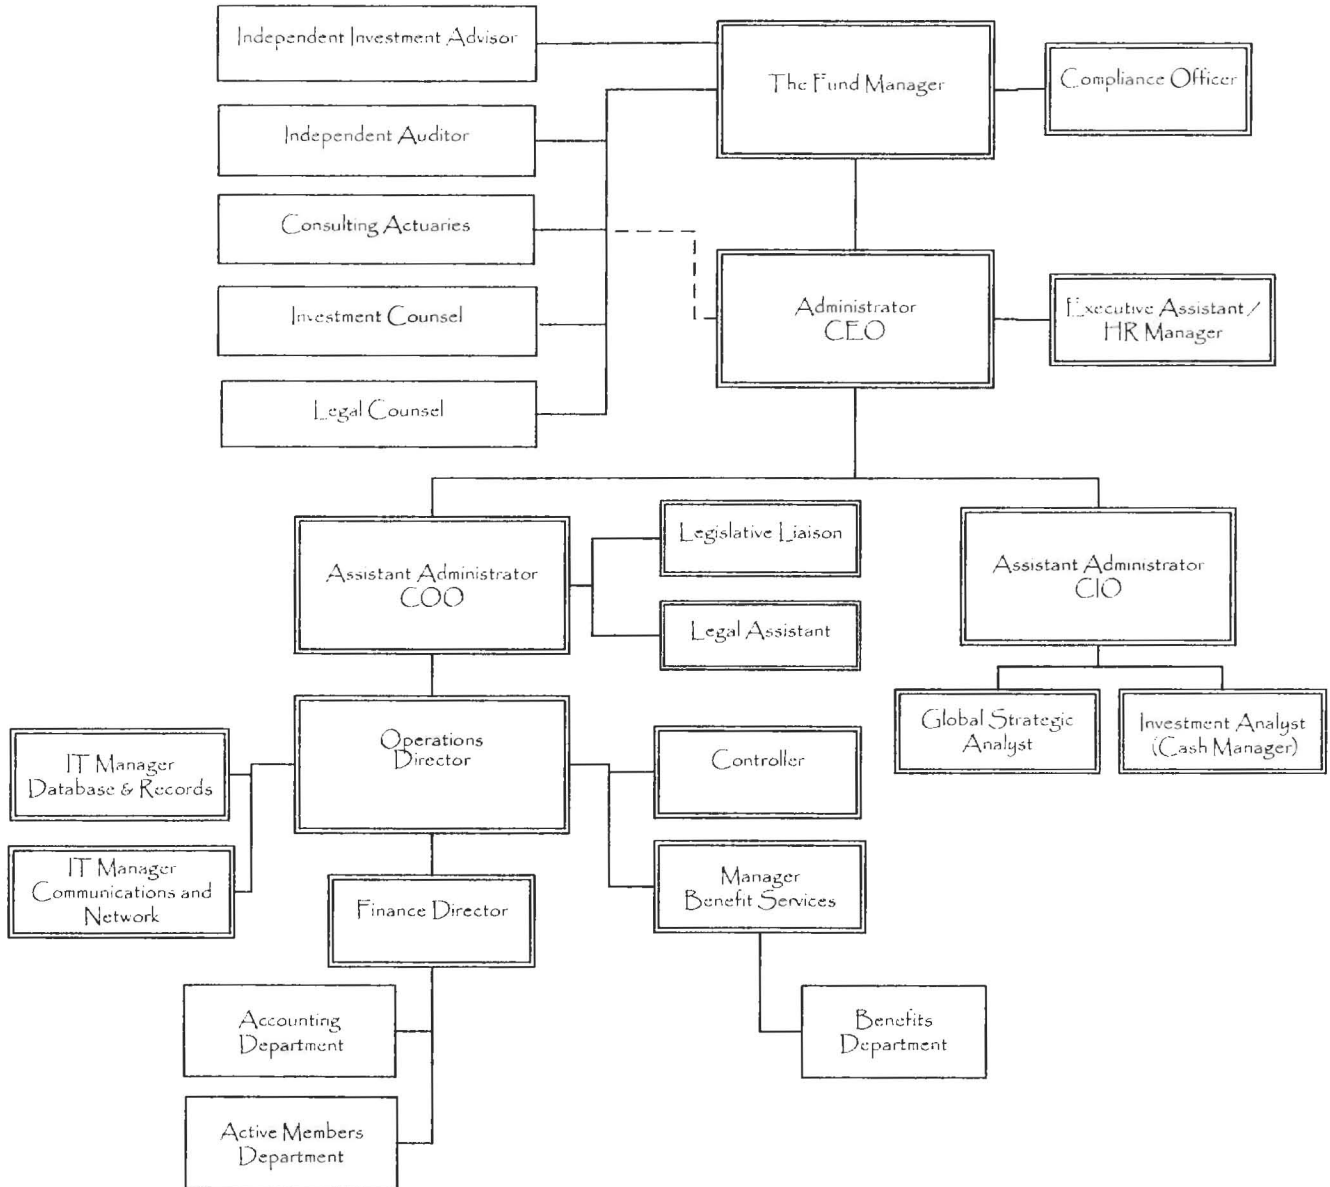 Independent Investment Advisor
The Fund Manager
Compliance Officer
Independent Auditor
Consulting Actuaries
Investment Counsel
Administrator
CEO
Executive Assistant /
HR Manager
Legal Counsel
Assistant Administrator
COO
Legislative Liaison
Legal Assistant
Assistant Administrator
CIO
Global Strategic
Analyst
Investment Analyst
(Cash Manager)
IT Manager
Database & Records
Operations
Director
Controller
IT Manager
Communications and
Network
Finance Director
Manager
Benefit Services
Accounting
Department
Benefits
Department
Active Members
Department